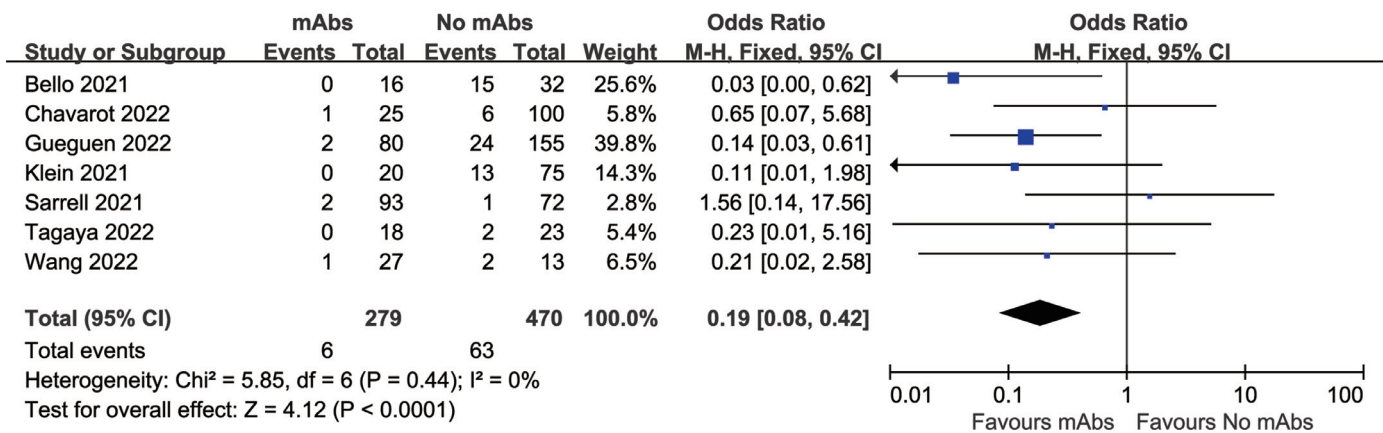 mAbs No mAbs Odds Ratio Odds Ratio
Study or Subgroup Events Total Events Total Weight M-H, Fixed, 95% CI M-H, Fixed, 95% CI
Bello 2021 0 16 15 32 25.6% 0.03 [0.00, 0.62]
Chavarot 2022 1 25 6 100 5.8% 0.65 [0.07, 5.68]
Gueguen 2022 2 80 24 155 39.8% 0.14 [0.03, 0.61]
Klein 2021 0 20 13 75 14.3% 0.11 [0.01, 1.98]
Sarrell 2021 2 93 1 72 2.8% 1.56 [0.14, 17.56]
Tagaya 2022 0 18 2 23 5.4% 0.23 [0.01, 5.16]
Wang 2022 1 27 2 13 6.5% 0.21 [0.02, 2.58]
Total (95% CI) 279 470 100.0% 0.19 [0.08, 0.42]
Total events 6 63
Heterogeneity: Chi² = 5.85, df = 6 (P = 0.44); I² = 0%
Test for overall effect: Z = 4.12 (P < 0.0001)
0.01 0.1 1 10 100
Favours mAbs Favours No mAbs